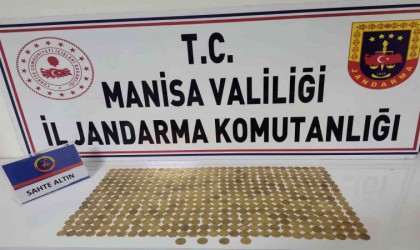 T.C.
MANİSA VALİLİĞİ
İL JANDARMA KOMUTANLIĞI
JANDARMA
SAHTE ALTIN